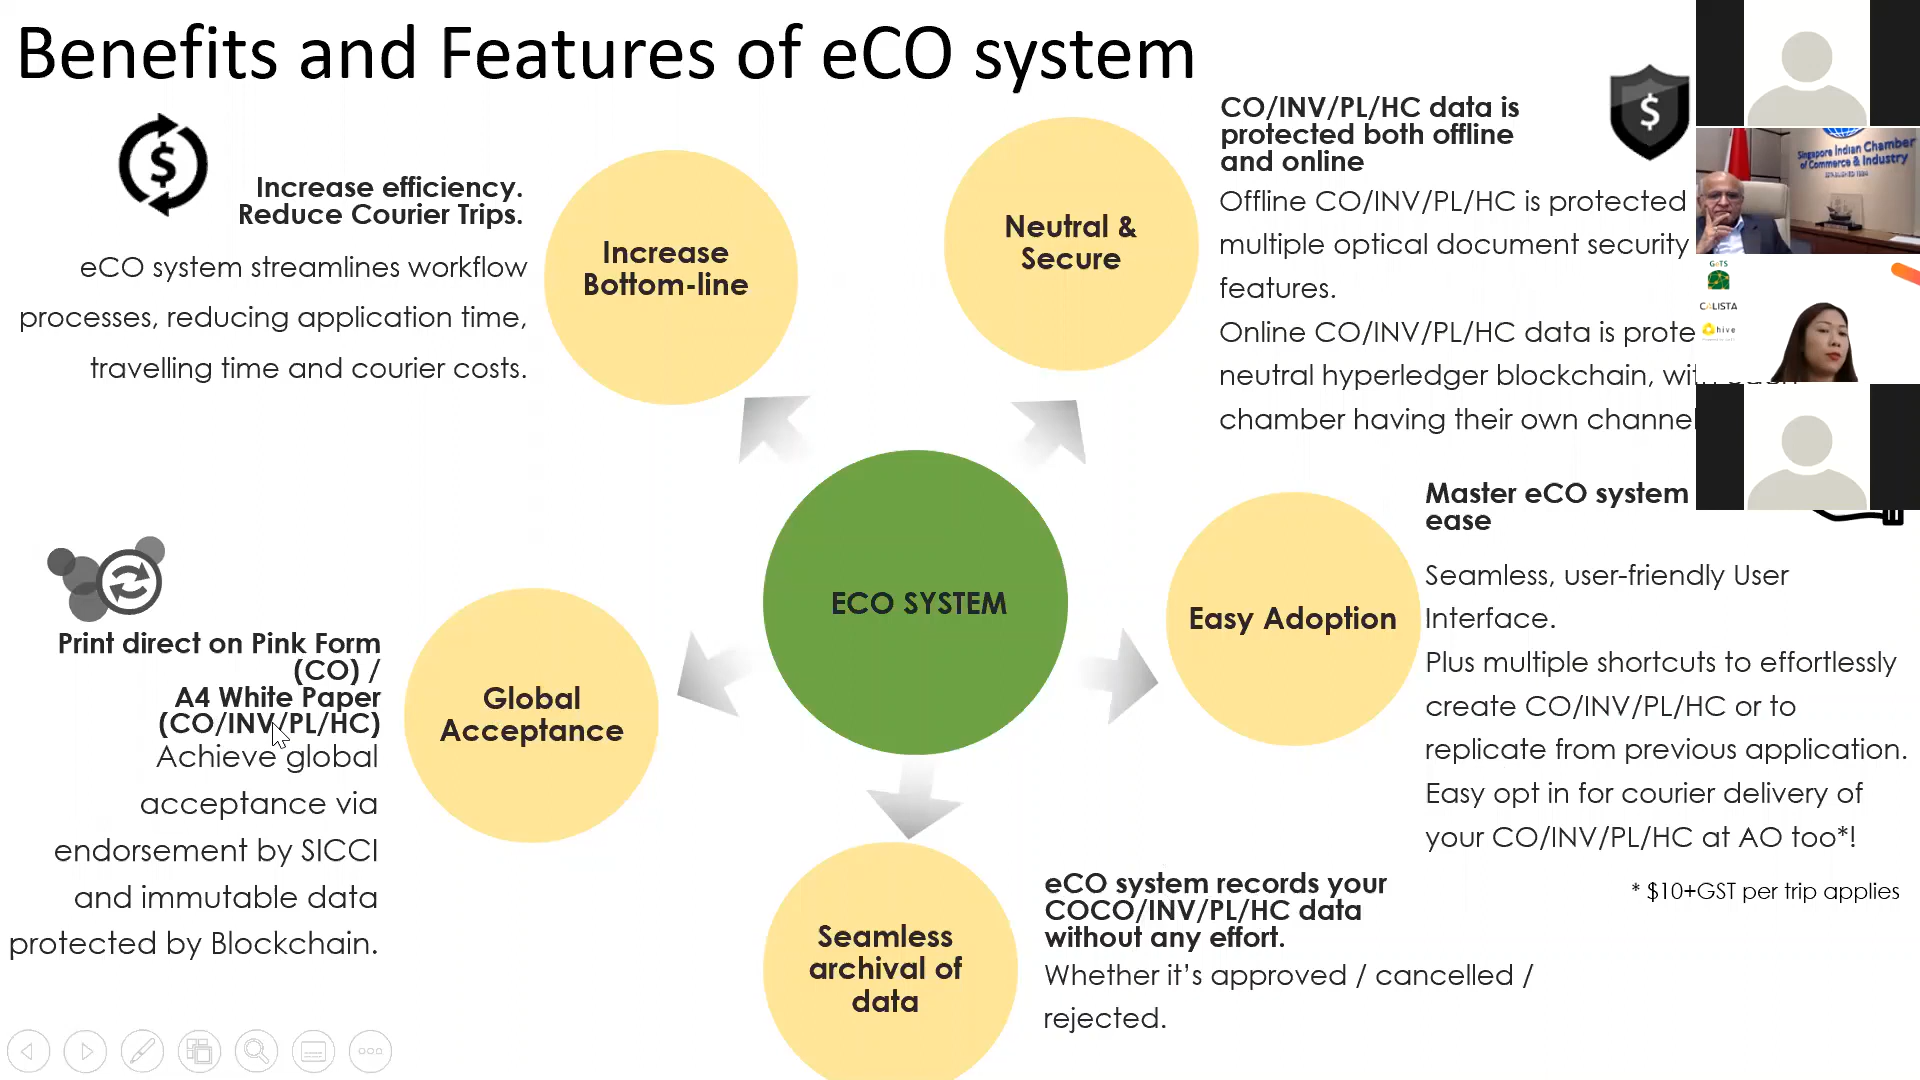 Benefits and Features of eCO system
Increase efficiency.
Reduce Courier Trips.
eCO system streamlines workflow
processes, reducing application time,
travelling time and courier costs.
Increase
Bottom-line
Neutral &
Secure
CO/INV/PL/HC data is
protected both offline
and online
Offline CO/INV/PL/HC is protected
multiple optical document security
features.
Online CO/INV/PL/HC data is
neutral hyperledger blockchain,
chamber having their own channel
Singapore Indian Chamber
of Commerce & Industry
GeTS
CALISTA
hive
Print direct on Pink Form
(CO) /
A4 White Paper
(CO/INV/PL/HC)
Achieve global
acceptance via
endorsement by SICCI
and immutable data
protected by Blockchain.
Global
Acceptance
ECO SYSTEM
Easy Adoption
Master eCO system
ease
Seamless, user-friendly User
Interface.
Plus multiple shortcuts to effortlessly
create CO/INV/PL/HC or to
replicate from previous application.
Easy opt in for courier delivery of
your CO/INV/PL/HC at AO too*!
* $10+GST per trip applies
Seamless
archival of
data
eCO system records your
COCO/INV/PL/HC data
without any effort.
Whether it’s approved / cancelled /
rejected.